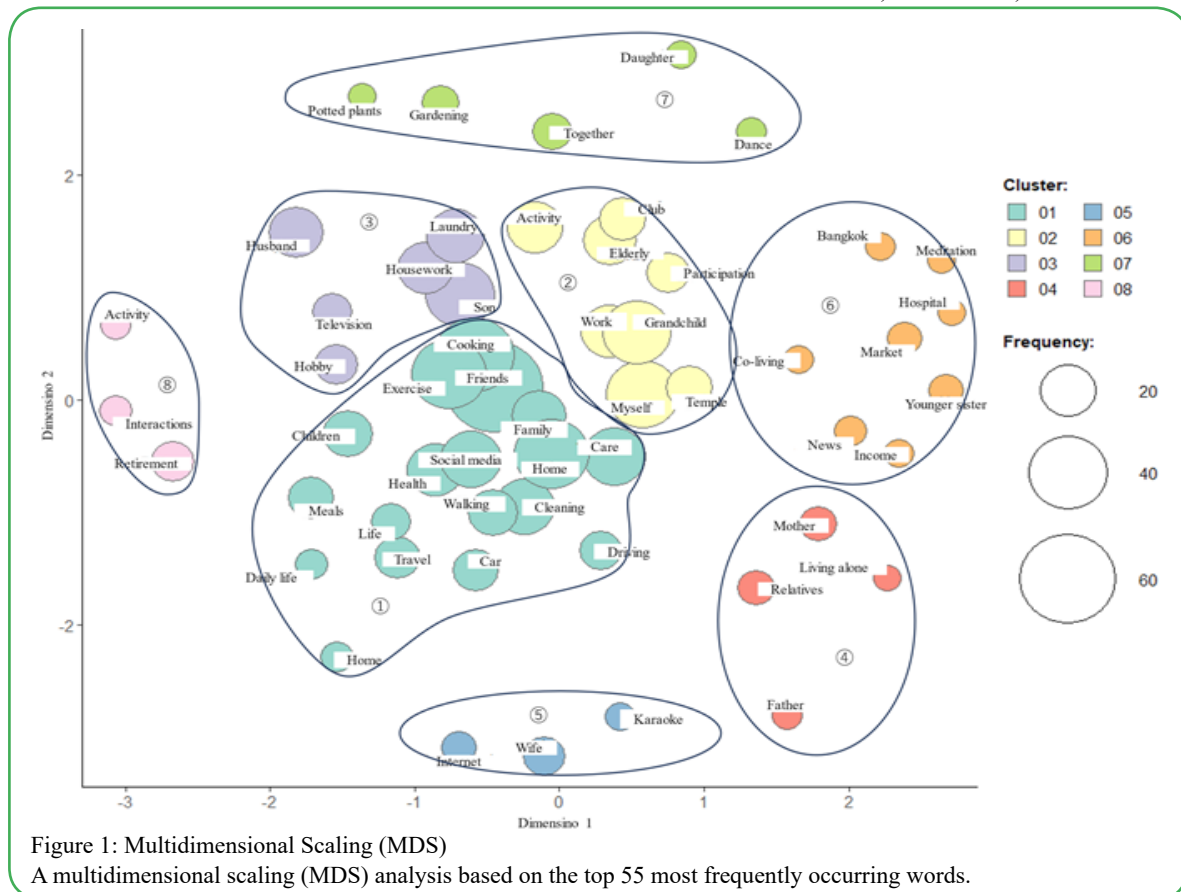 Daughter
⑦
Potted plants
Gardening
Together
Dance
2
③
Husband
Laundry
Housework
Son
Television
Hobby
Activity
Club
Elderly
②
Participation
Work
Grandchild
Myself
Temple
Bangkok
Meditation
⑥
Hospital
Market
Co-living
Younger sister
News
Income
Activity
⑧
Interactions
Retirement
0
Cooking
Friends
Exercise
Children
Family
Care
Social media
Home
Health
Meals
Walking
Cleaning
Life
Travel
Car
Driving
Daily life
①
Home
-2
Mother
Living alone
Relatives
④
Father
⑤
Karaoke
Wife
Internet
Cluster:
01 05
02 06
03 07
04 08
Frequency:
20
40
60
Dimensino 2
-3 -2 -1 0 1 2
Dimensino 1
Figure 1: Multidimensional Scaling (MDS)
A multidimensional scaling (MDS) analysis based on the top 55 most frequently occurring words.